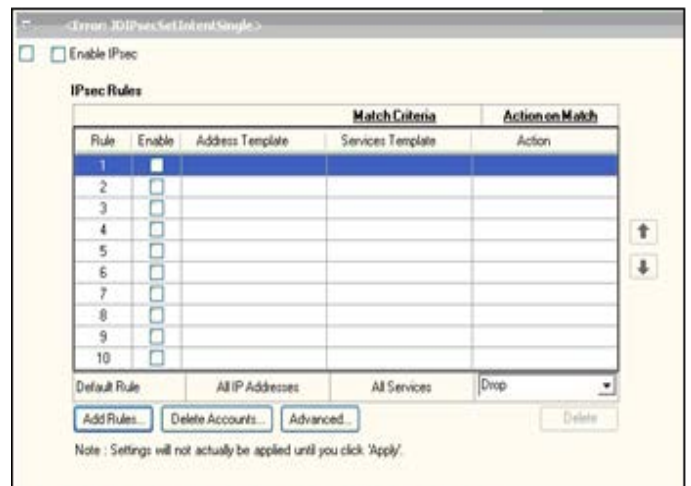 <Error: JDIPsecSetIntentSingle>
Enable IPsec
IPsec Rules
Match Criteria Action on Match
Rule Enable Address Template Services Template Action
1
2
3
4
5
6
7
8
9
10
Default Rule All IP Addresses All Services Drop
Add Rules... Delete Accounts... Advanced... Delete
Note : Settings will not actually be applied until you click 'Apply'.